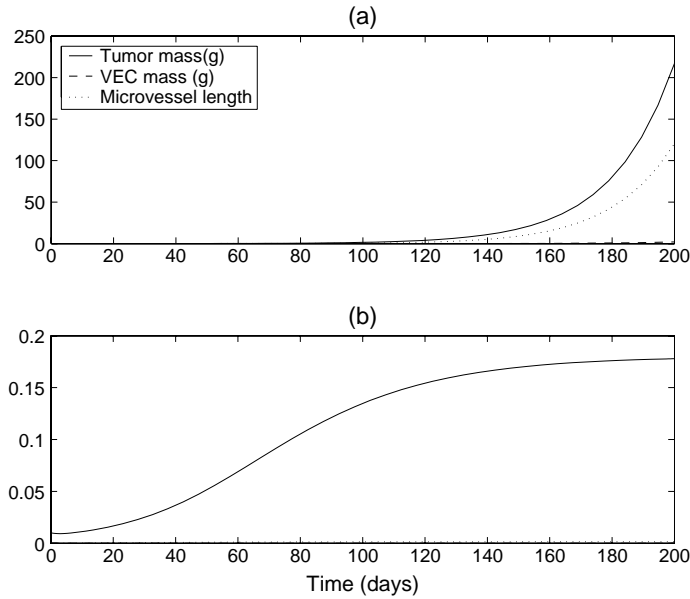 (a)
250
200
150
100
50
0
Tumor mass(g)
VEC mass (g)
Microvessel length
0 20 40 60 80 100 120 140 160 180 200
(b)
0.2
0.15
0.1
0.05
0
0 20 40 60 80 100 120 140 160 180 200
Time (days)